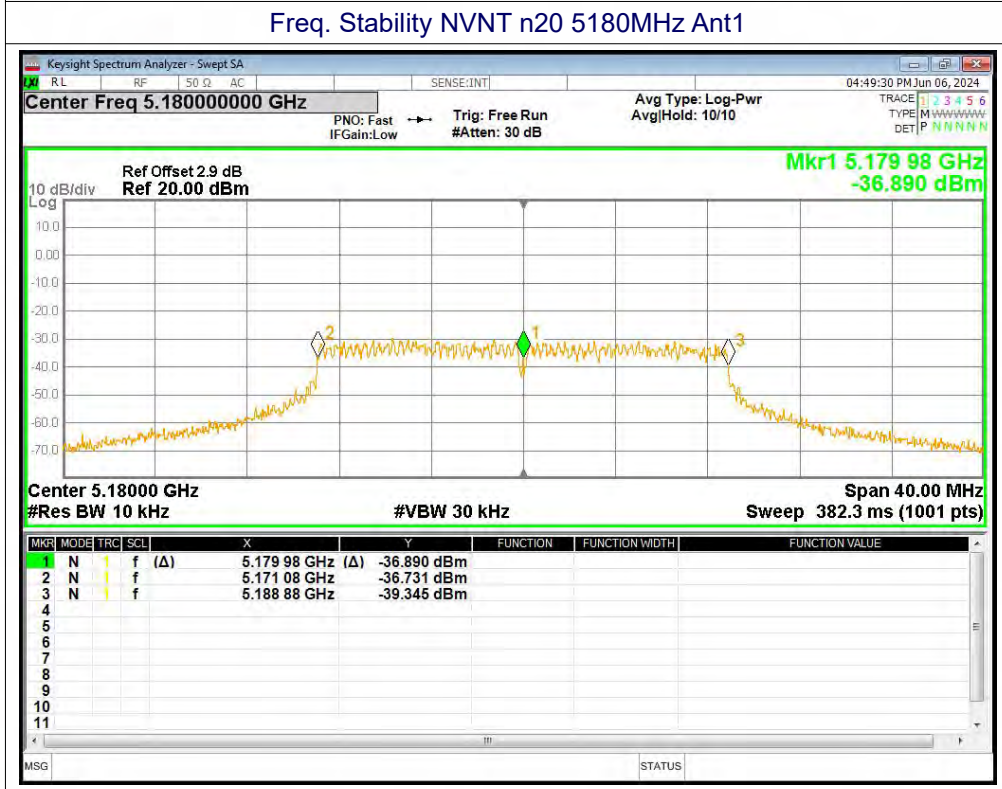 Freq. Stability NVNT n20 5180MHz Ant1
Keysight Spectrum Analyzer - Swept SA
LXI RL RF 50 Ω AC SENSE:INT 04:49:30 PM Jun 06, 2024
Center Freq 5.180000000 GHz
PNO: Fast
IFGain:Low
Trig: Free Run
#Atten: 30 dB
Avg Type: Log-Pwr
Avg|Hold: 10/10
TRACE 1 2 3 4 5 6
TYPE M WWWWW
DET P N N N N N
Mkr1 5.179 98 GHz
-36.890 dBm
Ref Offset 2.9 dB
10 dB/div Ref 20.00 dBm
Log
10.0
0.00
-10.0
-20.0
-30.0
-40.0
-50.0
-60.0
-70.0
2
1
3
Center 5.18000 GHz Span 40.00 MHz
#Res BW 10 kHz #VBW 30 kHz Sweep 382.3 ms (1001 pts)
MKR MODE TRC SCL X Y FUNCTION FUNCTION WIDTH FUNCTION VALUE
1 N 1 f (Δ) 5.179 98 GHz (Δ) -36.890 dBm
2 N 1 f 5.171 08 GHz -36.731 dBm
3 N 1 f 5.188 88 GHz -39.345 dBm
4
5
6
7
8
9
10
11
MSG STATUS